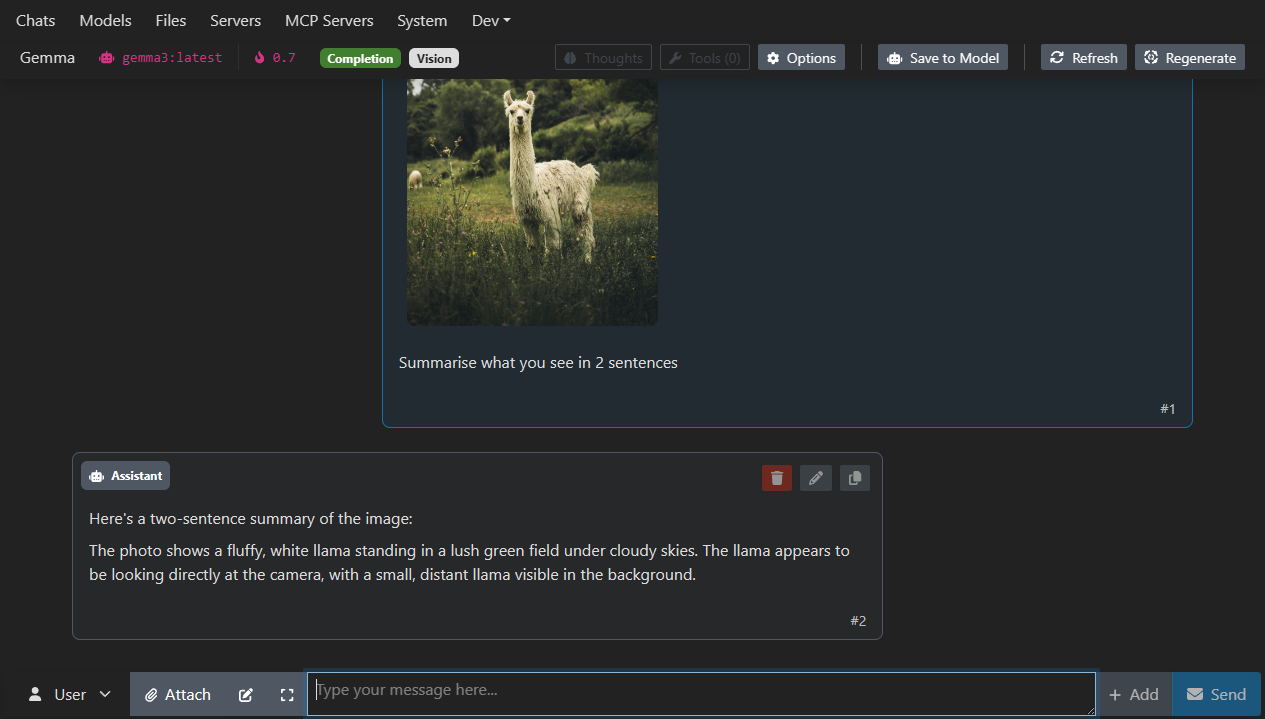 Chats Models Files Servers MCP Servers System Dev
Gemma gemma3:latest 0.7 Completion Vision Thoughts Tools (0) Options Save to Model Refresh Regenerate
Summarise what you see in 2 sentences
#1
Assistant
Here's a two-sentence summary of the image:
The photo shows a fluffy, white llama standing in a lush green field under cloudy skies. The llama appears to
be looking directly at the camera, with a small, distant llama visible in the background.
#2
User Attach Type your message here... + Add Send